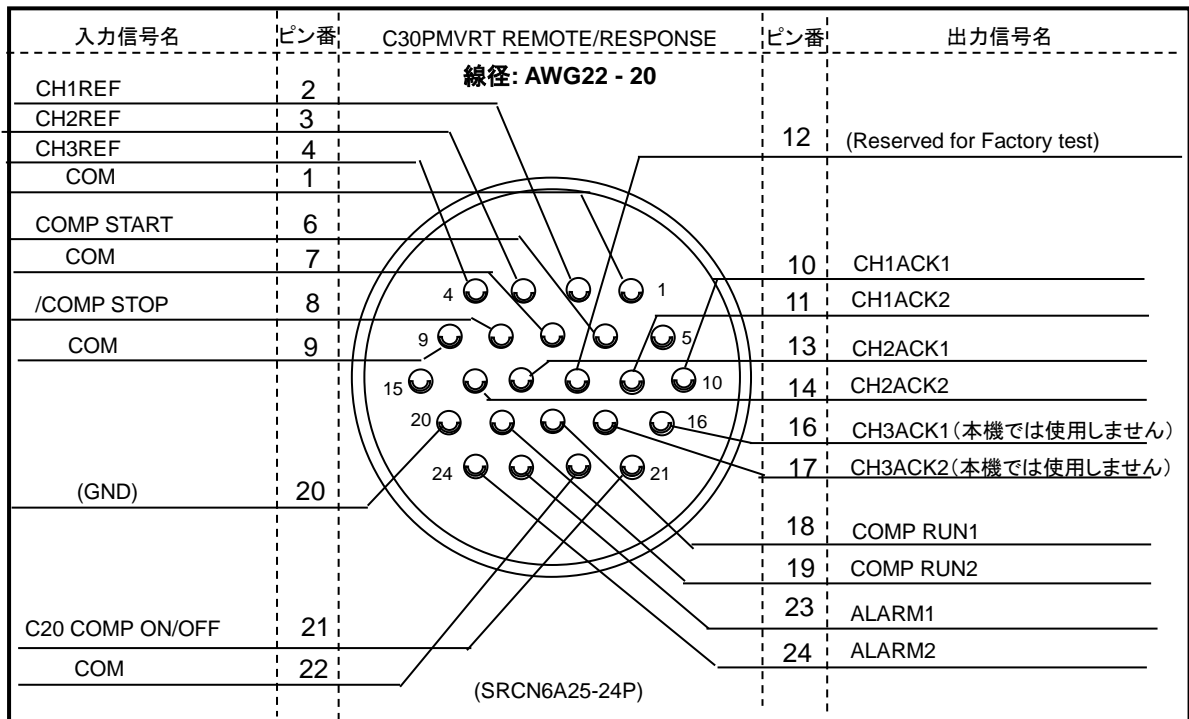 入力信号名 ピン番 C30PMVRT REMOTE/RESPONSE ピン番 出力信号名
線径: AWG22 - 20
CH1REF 2
CH2REF 3
CH3REF 4
COM 1
COMP START 6
COM 7
/COMP STOP 8
COM 9
(GND) 20
C20 COMP ON/OFF 21
COM 22
4 1
9 5
15 10
20 16
24 21
(SRCN6A25-24P)
12 (Reserved for Factory test)
10 CH1ACK1
11 CH1ACK2
13 CH2ACK1
14 CH2ACK2
16 CH3ACK1(本機では使用しません)
17 CH3ACK2(本機では使用しません)
18 COMP RUN1
19 COMP RUN2
23 ALARM1
24 ALARM2